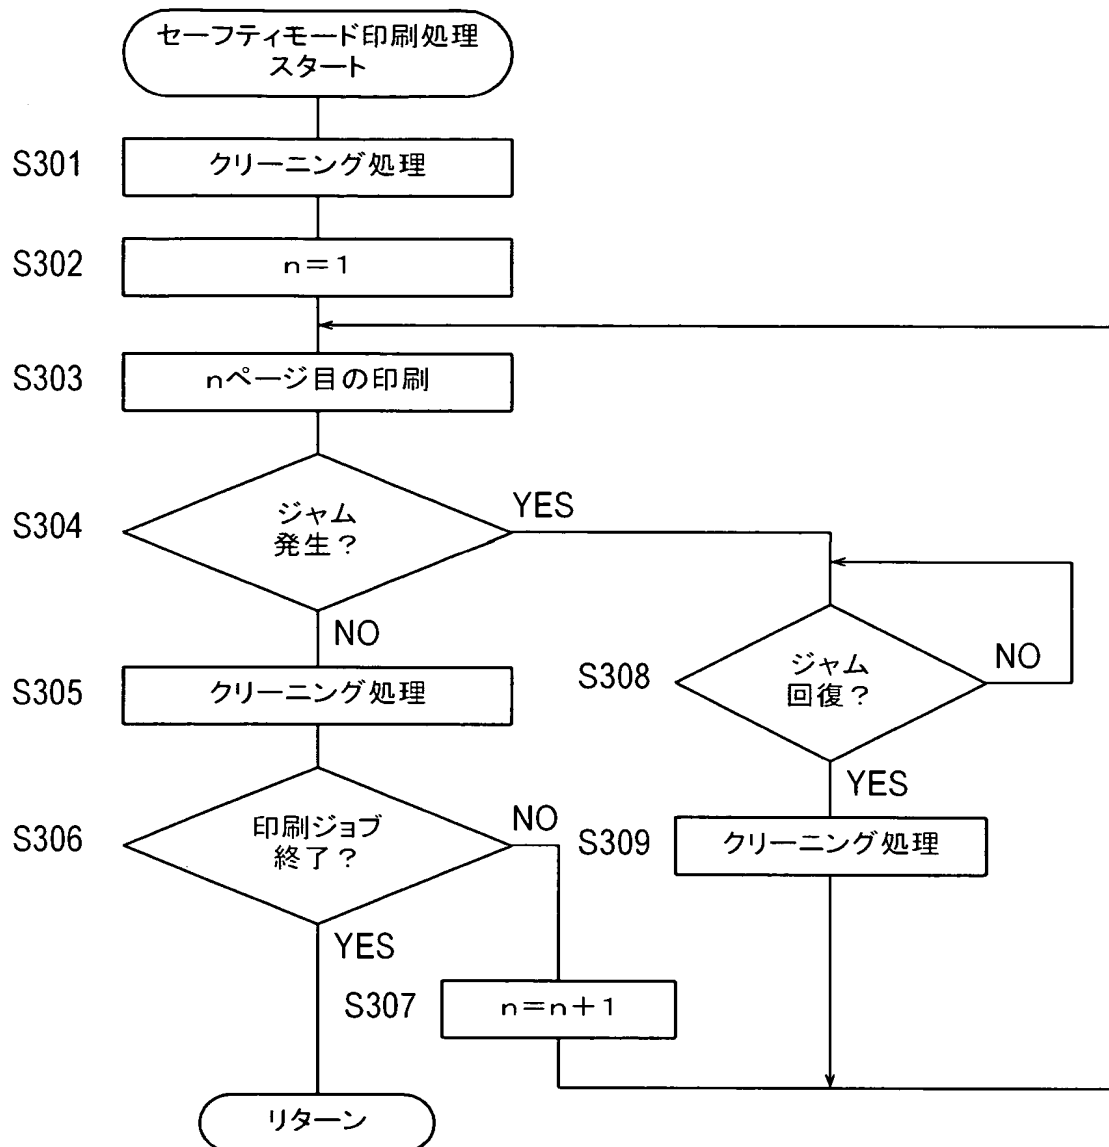 セーフティモード印刷処理
スタート
S301
クリーニング処理
S302
n=1
S303
nページ目の印刷
S304
ジャム
発生?
YES
NO
S305
クリーニング処理
S308
ジャム
回復?
NO
YES
S306
印刷ジョブ
終了?
NO
S309
クリーニング処理
YES
S307
n=n+1
リターン